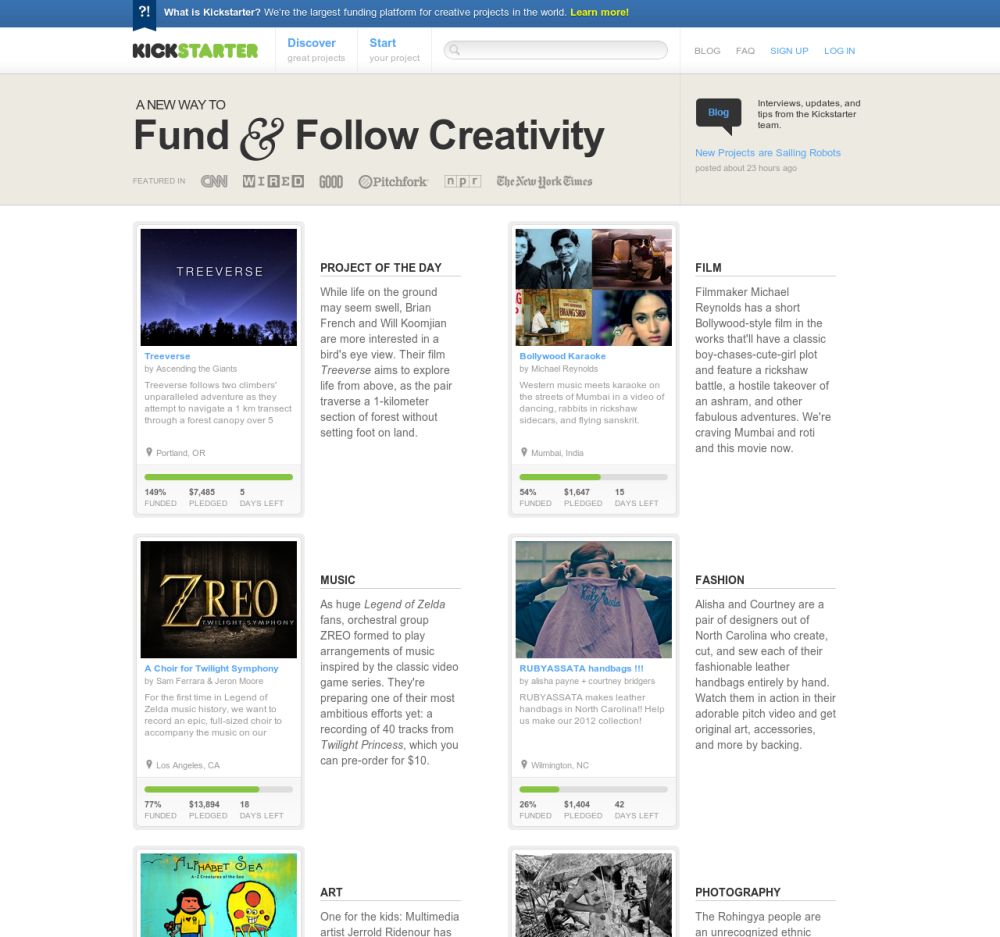 ?!
What is Kickstarter? We're the largest funding platform for creative projects in the world. Learn more!
KICKSTARTER
Discover
great projects
Start
your project
BLOG FAQ SIGN UP LOG IN
A NEW WAY TO
Fund & Follow Creativity
FEATURED IN CNN WIRED GOOD Pitchfork npr The New York Times
Blog
Interviews, updates, and
tips from the Kickstarter
team.
New Projects are Sailing Robots
posted about 23 hours ago
TREEVERSE
Treeverse
by Ascending the Giants
Treeverse follows two climbers'
unparalleled adventure as they
attempt to navigate a 1 km transect
through a forest canopy over 5
Portland, OR
149% $7,485 5
FUNDED PLEDGED DAYS LEFT
PROJECT OF THE DAY
While life on the ground
may seem swell, Brian
French and Will Koomjian
are more interested in a
bird's eye view. Their film
Treeverse aims to explore
life from above, as the pair
traverse a 1-kilometer
section of forest without
setting foot on land.
BHANG SHOP
Bollywood Karaoke
by Michael Reynolds
Western music meets karaoke on
the streets of Mumbai in a video of
dancing, rabbits in rickshaw
sidecars, and flying sanskrit.
Mumbai, India
54% $1,647 15
FUNDED PLEDGED DAYS LEFT
FILM
Filmmaker Michael
Reynolds has a short
Bollywood-style film in the
works that'll have a classic
boy-chases-cute-girl plot
and feature a rickshaw
battle, a hostile takeover of
an ashram, and other
fabulous adventures. We're
craving Mumbai and roti
and this movie now.
ZREO
TWILIGHT SYMPHONY
A Choir for Twilight Symphony
by Sam Ferrara & Jeron Moore
For the first time in Legend of
Zelda music history, we want to
record an epic, full-sized choir to
accompany the music on our
Los Angeles, CA
77% $13,894 18
FUNDED PLEDGED DAYS LEFT
MUSIC
As huge Legend of Zelda
fans, orchestral group
ZREO formed to play
arrangements of music
inspired by the classic video
game series. They're
preparing one of their most
ambitious efforts yet: a
recording of 40 tracks from
Twilight Princess, which you
can pre-order for $10.
RUBYASSATA handbags !!!
by alisha payne + courtney bridgers
RUBYASSATA makes leather
handbags in North Carolina!! Help
us make our 2012 collection!
Wilmington, NC
26% $1,404 42
FUNDED PLEDGED DAYS LEFT
FASHION
Alisha and Courtney are a
pair of designers out of
North Carolina who create,
cut, and sew each of their
fashionable leather
handbags entirely by hand.
Watch them in action in their
adorable pitch video and get
original art, accessories,
and more by backing.
ALPHABET SEA
A-Z Creatures of the Sea
ART
One for the kids: Multimedia
artist Jerrold Ridenour has
PHOTOGRAPHY
The Rohingya people are
an unrecognized ethnic